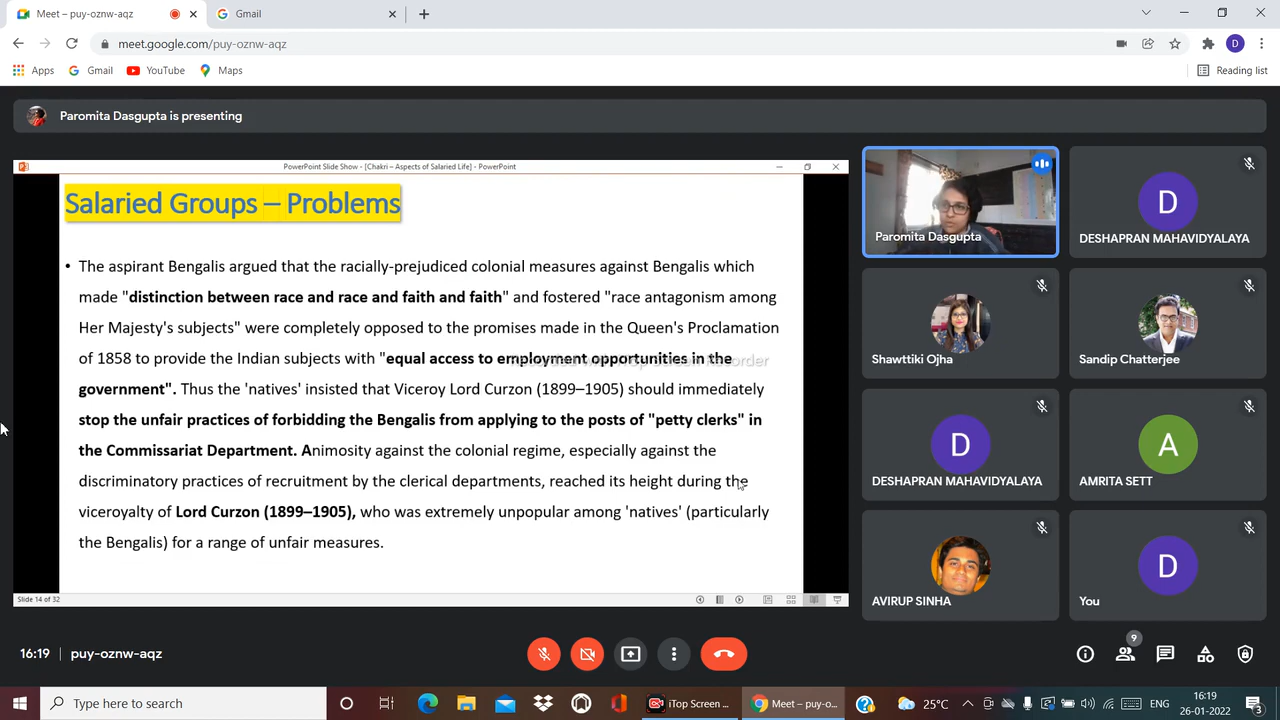 Meet – puy-oznw-aqz
Gmail
meet.google.com/puy-oznw-aqz
Apps Gmail YouTube Maps Reading list
Paromita Dasgupta is presenting
PowerPoint Slide Show - [Chakri – Aspects of Salaried Life] - PowerPoint
Salaried Groups – Problems
• The aspirant Bengalis argued that the racially-prejudiced colonial measures against Bengalis which
made "distinction between race and race and faith and faith" and fostered "race antagonism among
Her Majesty's subjects" were completely opposed to the promises made in the Queen's Proclamation
of 1858 to provide the Indian subjects with "equal access to employment opportunities in the
government". Thus the 'natives' insisted that Viceroy Lord Curzon (1899–1905) should immediately
stop the unfair practices of forbidding the Bengalis from applying to the posts of "petty clerks" in
the Commissariat Department. Animosity against the colonial regime, especially against the
discriminatory practices of recruitment by the clerical departments, reached its height during the
viceroyalty of Lord Curzon (1899–1905), who was extremely unpopular among 'natives' (particularly
the Bengalis) for a range of unfair measures.
Recorded with iTop Screen Recorder
Slide 14 of 32
Paromita Dasgupta
D
DESHAPRAN MAHAVIDYALAYA
Shawttiki Ojha
Sandip Chatterjee
D
DESHAPRAN MAHAVIDYALAYA
A
AMRITA SETT
AVIRUP SINHA
D
You
16:19 | puy-oznw-aqz
9
Type here to search
iTop Screen ...
Meet – puy-o...
25°C
ENG
16:19
26-01-2022
3